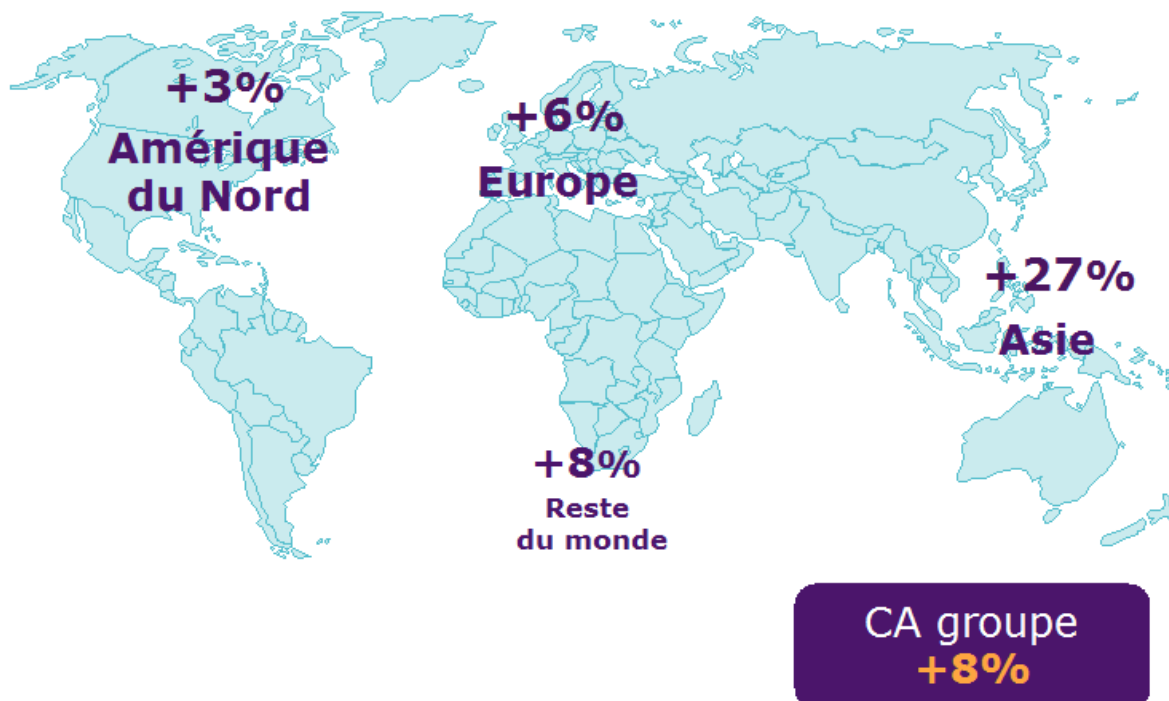 +3%
Amérique
du Nord
+6%
Europe
+27%
Asie
+8%
Reste
du monde
CA groupe
+8%